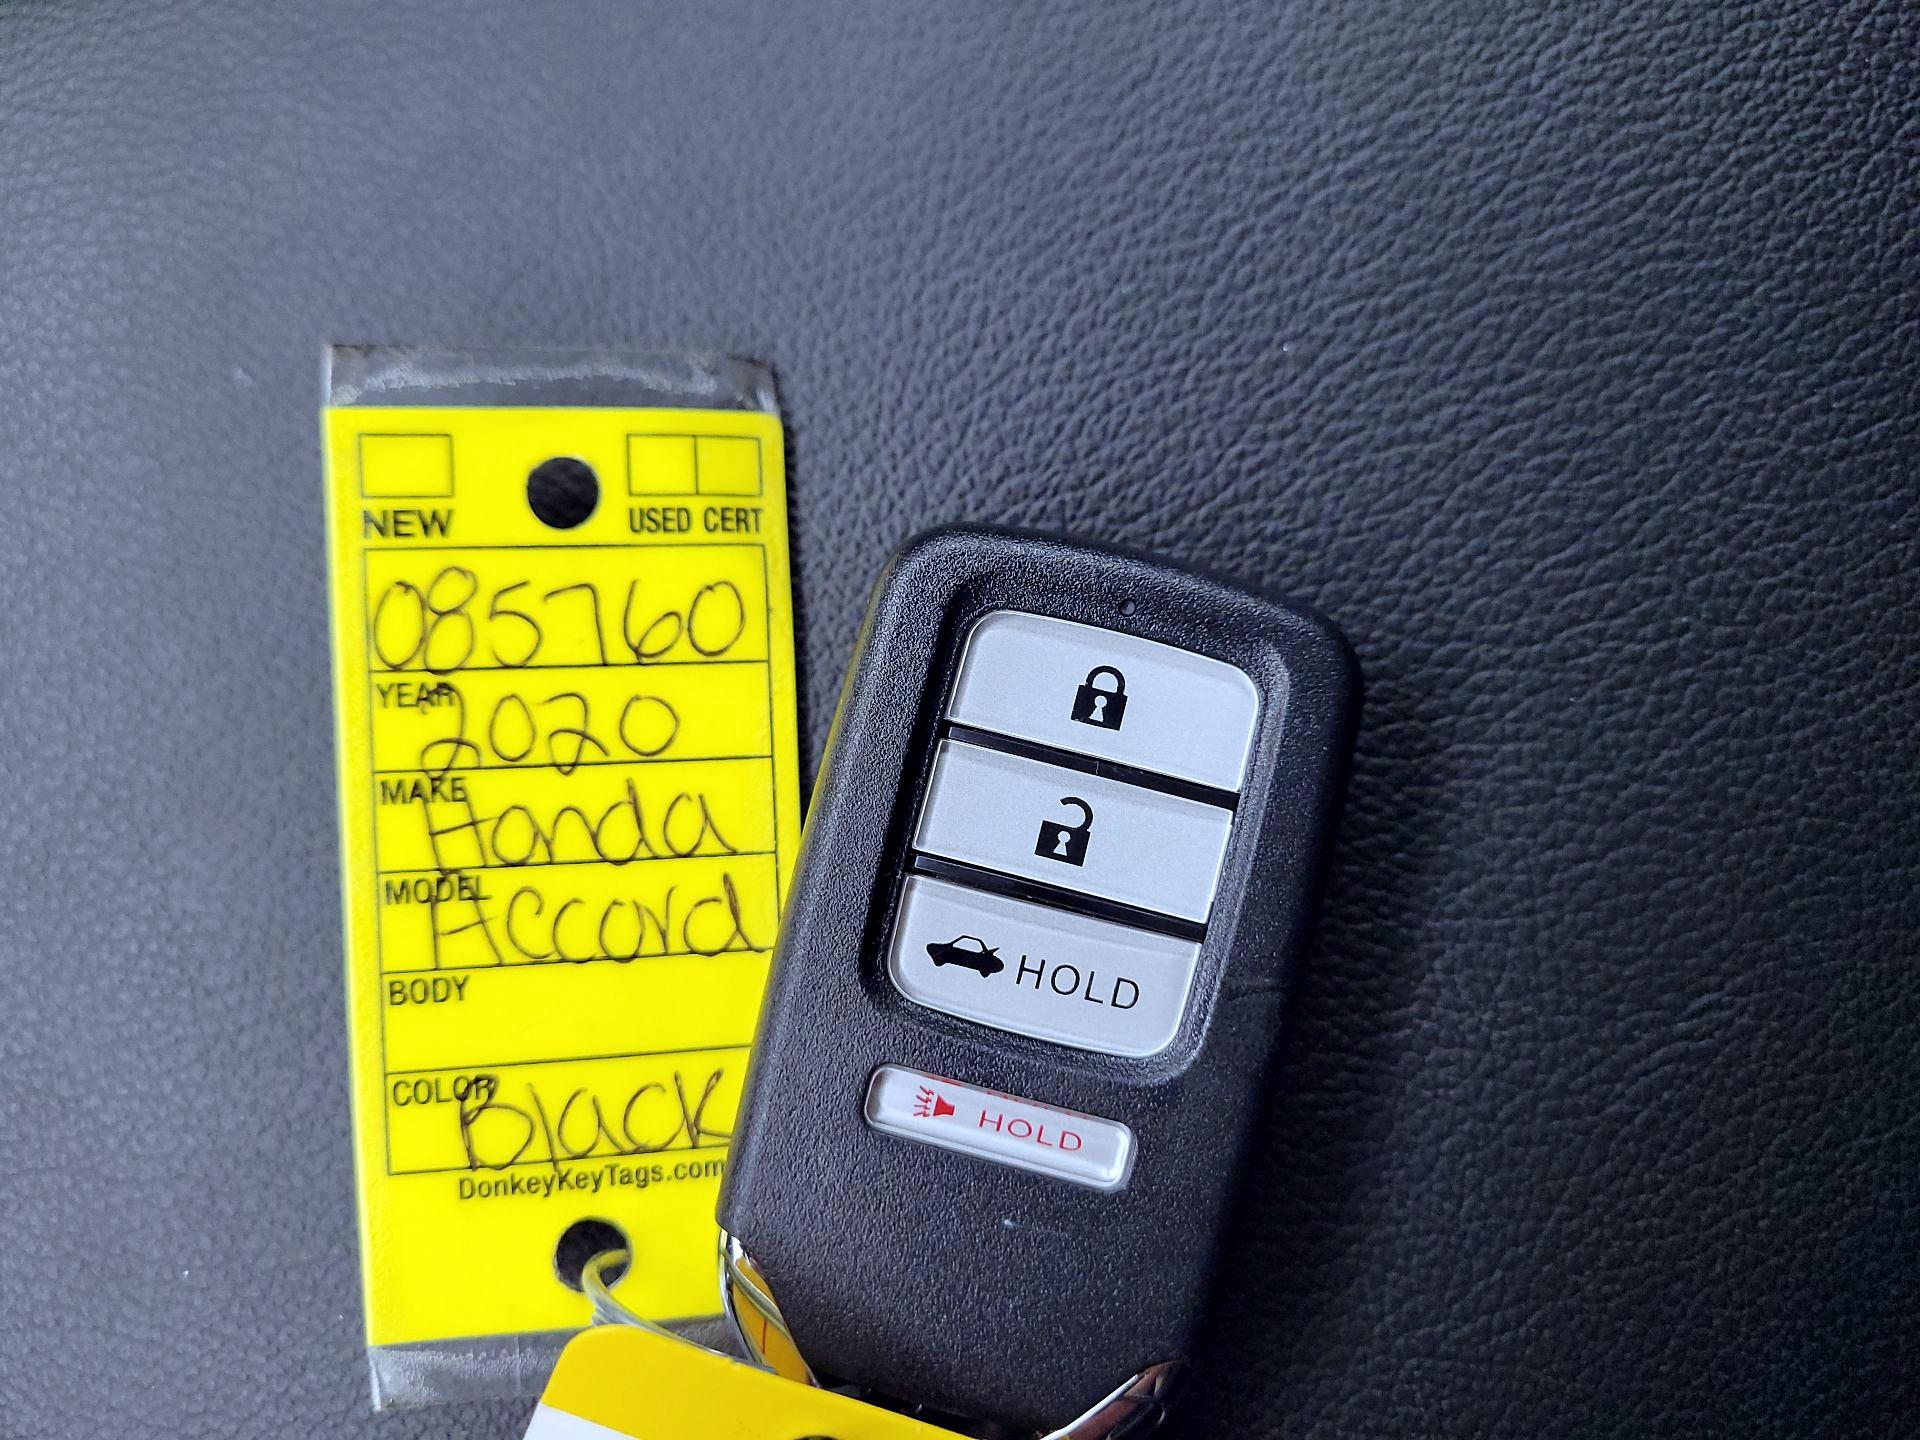 NEW USED CERT
085760
YEAR 2020
MAKE Honda
MODEL Accord
BODY
COLOR Black
DonkeyKeyTags.com
HOLD
HOLD